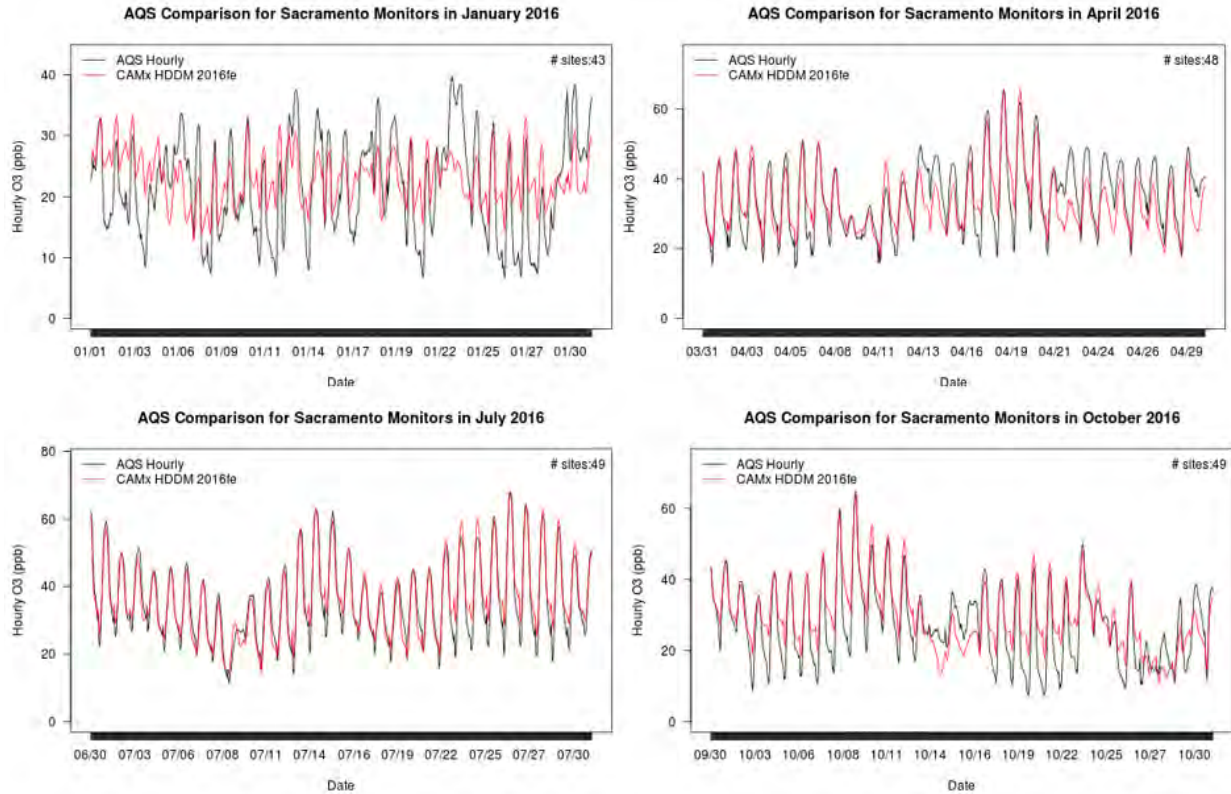 AQS Comparison for Sacramento Monitors in January 2016
AQS Hourly
CAMx HDDM 2016fe
# sites:43
Hourly O3 (ppb)
40
30
20
10
0
01/01 01/03 01/06 01/09 01/11 01/14 01/17 01/19 01/22 01/25 01/27 01/30
Date
AQS Comparison for Sacramento Monitors in April 2016
AQS Hourly
CAMx HDDM 2016fe
# sites:48
Hourly O3 (ppb)
60
40
20
0
03/31 04/03 04/05 04/08 04/11 04/13 04/16 04/19 04/21 04/24 04/26 04/29
Date
AQS Comparison for Sacramento Monitors in July 2016
AQS Hourly
CAMx HDDM 2016fe
# sites:49
Hourly O3 (ppb)
80
60
40
20
0
06/30 07/03 07/06 07/08 07/11 07/14 07/16 07/19 07/22 07/25 07/27 07/30
Date
AQS Comparison for Sacramento Monitors in October 2016
AQS Hourly
CAMx HDDM 2016fe
# sites:49
Hourly O3 (ppb)
60
40
20
0
09/30 10/03 10/06 10/08 10/11 10/14 10/16 10/19 10/22 10/24 10/27 10/30
Date